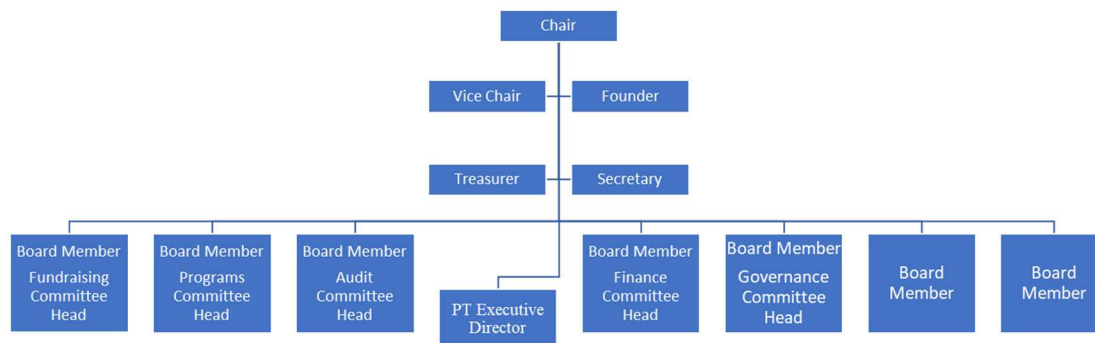 Chair
Vice Chair
Founder
Treasurer
Secretary
Board Member
Fundraising
Committee
Head
Board Member
Programs
Committee
Head
Board Member
Audit
Committee
Head
PT Executive
Director
Board Member
Finance
Committee
Head
Board Member
Governance
Committee
Head
Board
Member
Board
Member